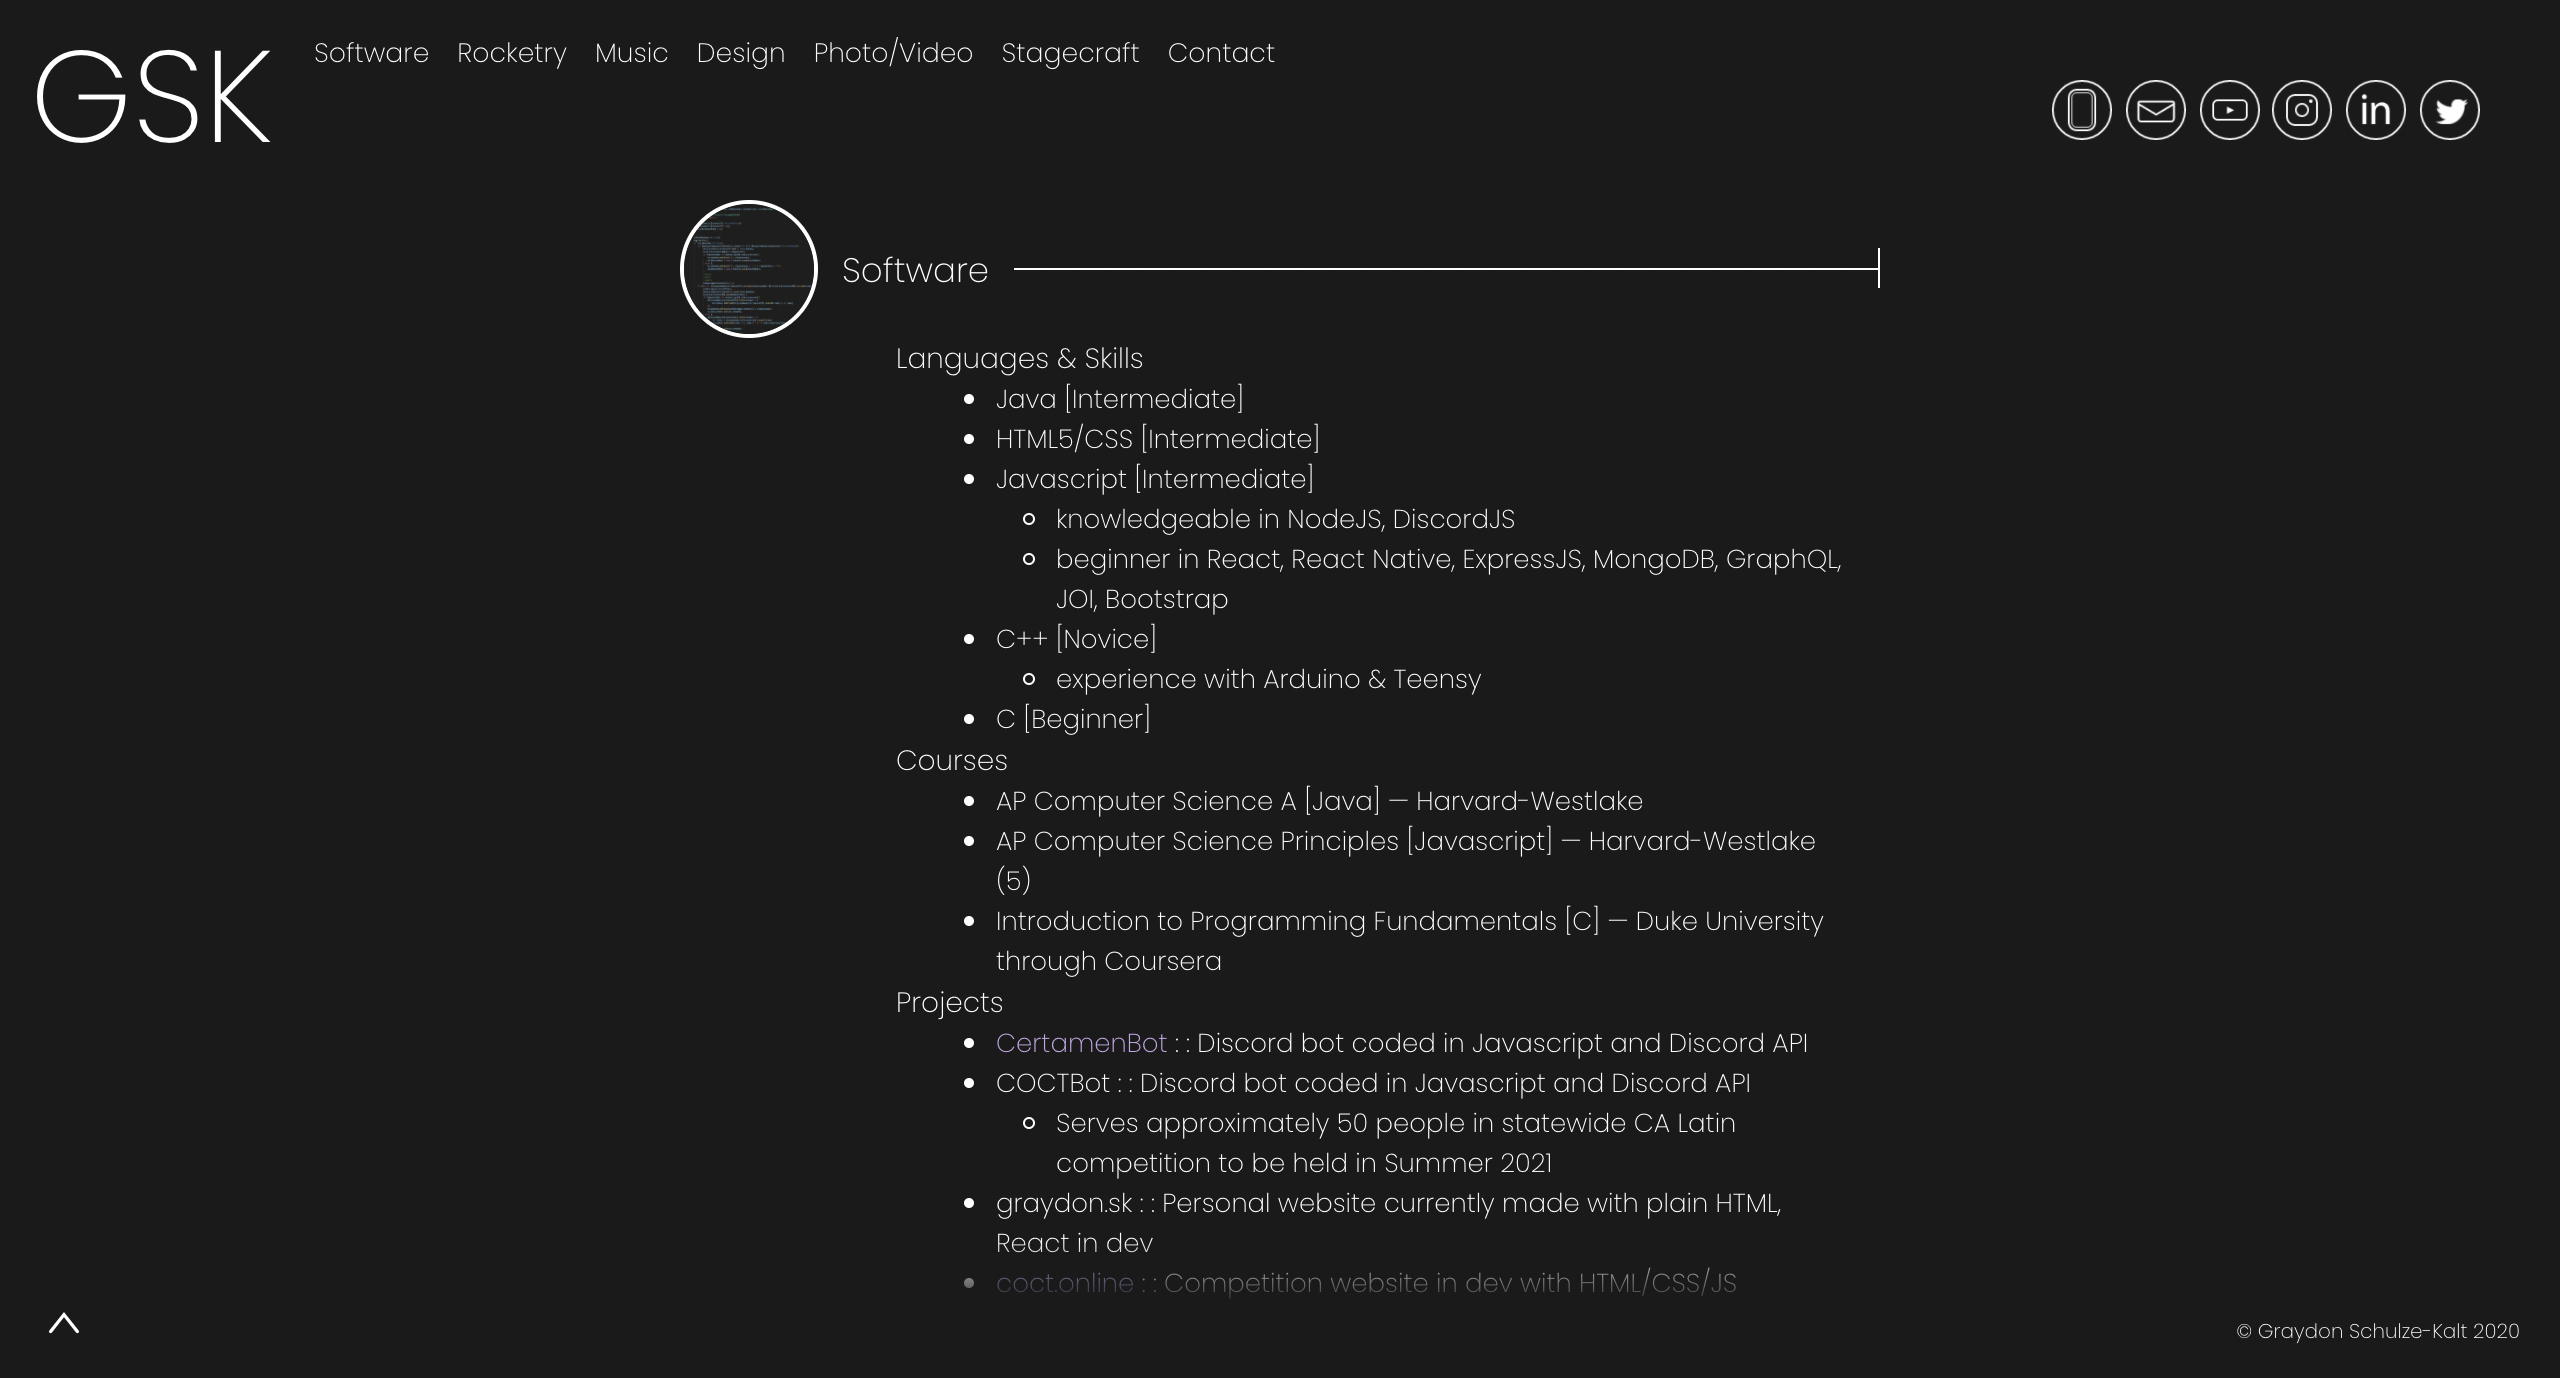 GSK
Software Rocketry Music Design Photo/Video Stagecraft Contact
in
Software
Languages & Skills
Java [Intermediate]
HTML5/CSS [Intermediate]
Javascript [Intermediate]
knowledgeable in NodeJS, DiscordJS
beginner in React, React Native, ExpressJS, MongoDB, GraphQL,
JOI, Bootstrap
C++ [Novice]
experience with Arduino & Teensy
C [Beginner]
Courses
AP Computer Science A [Java] — Harvard-Westlake
AP Computer Science Principles [Javascript] — Harvard-Westlake
(5)
Introduction to Programming Fundamentals [C] — Duke University
through Coursera
Projects
CertamenBot : : Discord bot coded in Javascript and Discord API
COCTBot : : Discord bot coded in Javascript and Discord API
Serves approximately 50 people in statewide CA Latin
competition to be held in Summer 2021
graydon.sk : : Personal website currently made with plain HTML,
React in dev
coct.online : : Competition website in dev with HTML/CSS/JS
© Graydon Schulze-Kalt 2020